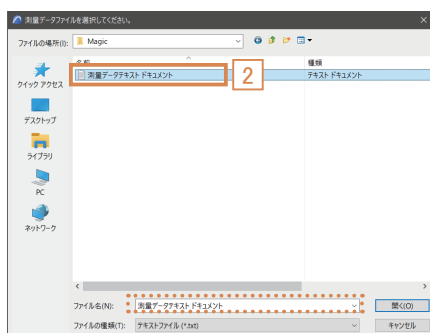 測量データファイルを選択してください。
ファイルの場所(I): Magic
名前 種類
測量データテキスト ドキュメント テキスト ドキュメント
2
クイック アクセス
デスクトップ
ライブラリ
PC
ネットワーク
ファイル名(N): 測量データテキスト ドキュメント 開く(O)
ファイルの種類(T): テキストファイル (*.txt) キャンセル